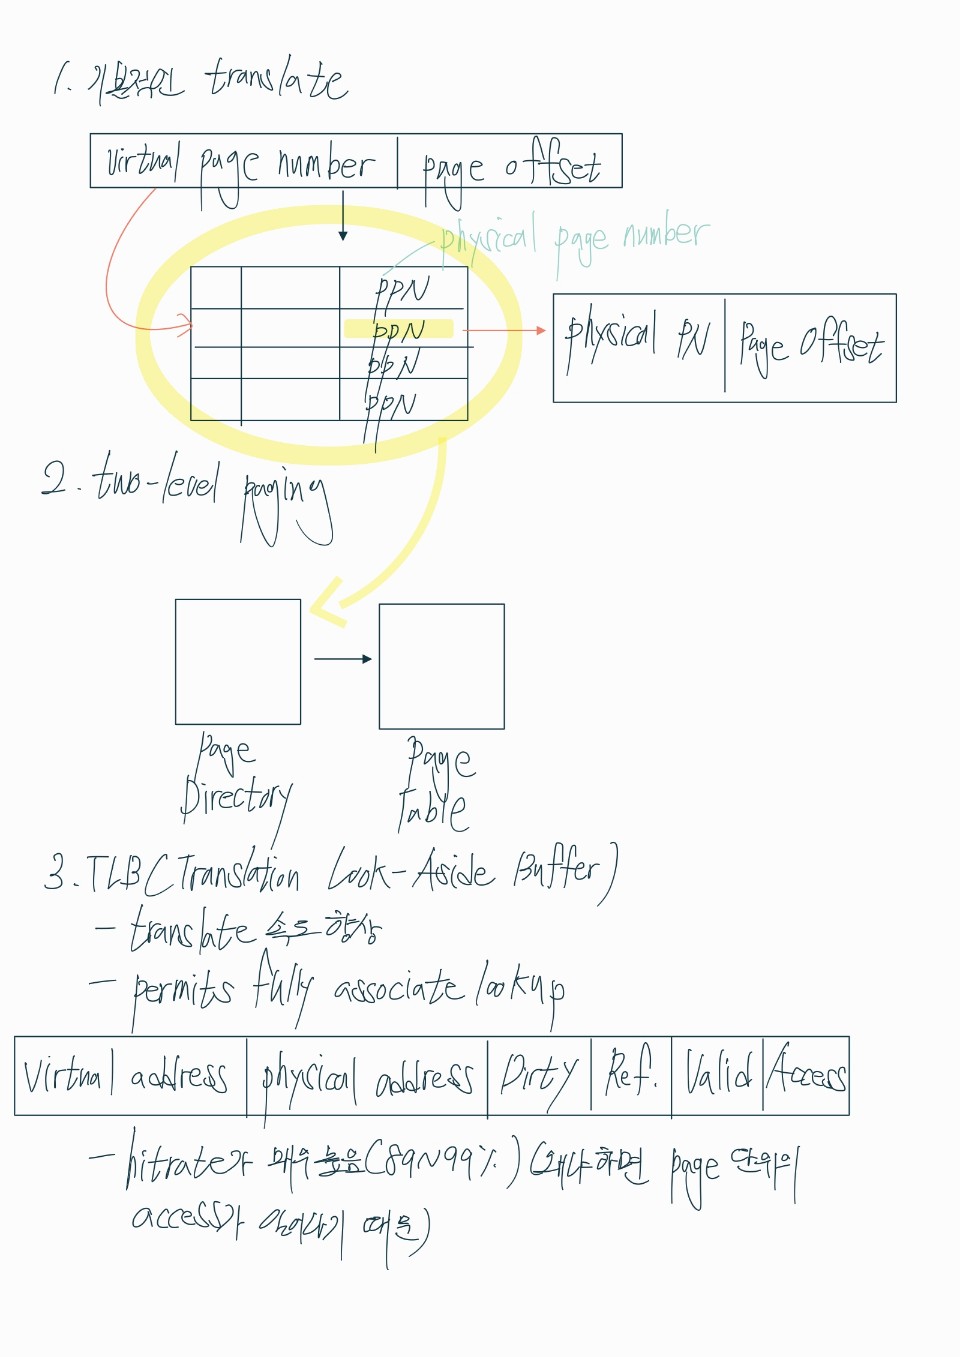 1. 기본적인 translate
virtual page number page offset
physical page number
PPN
PPN
PPN
PPN
physical PN Page Offset
2. two-level paging
Page Directory
Page Table
3. TLB (Translation Look-Aside Buffer)
- translate 속도 향상
- permits fully associate lookup
Virtual address physical address Dirty Ref. Valid Access
- hitrate가 매우 높음(89~99%) (왜냐하면 page 단위의
access가 일어나기 때문)